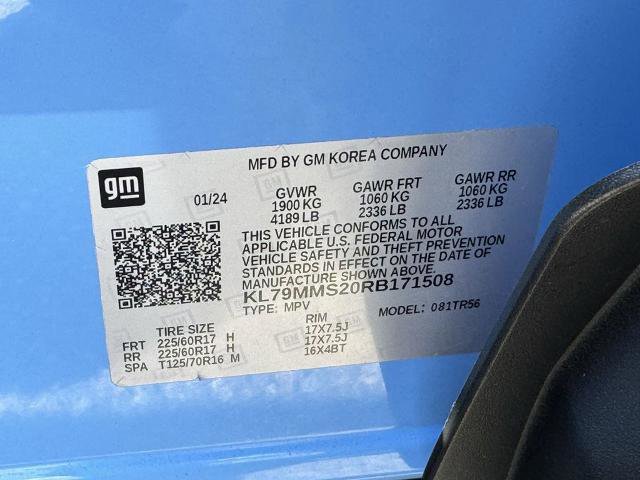 MFD BY GM KOREA COMPANY
gm
01/24 GVWR GAWR FRT GAWR RR
1900 KG 1060 KG 1060 KG
4189 LB 2336 LB 2336 LB
THIS VEHICLE CONFORMS TO ALL
APPLICABLE U.S. FEDERAL MOTOR
VEHICLE SAFETY AND THEFT PREVENTION
STANDARDS IN EFFECT ON THE DATE OF
MANUFACTURE SHOWN ABOVE.
KL79MMS20RB171508
TYPE: MPV MODEL: 081TR56
TIRE SIZE RIM
FRT 225/60R17 H 17X7.5J
RR 225/60R17 H 17X7.5J
SPA T125/70R16 M 16X4BT